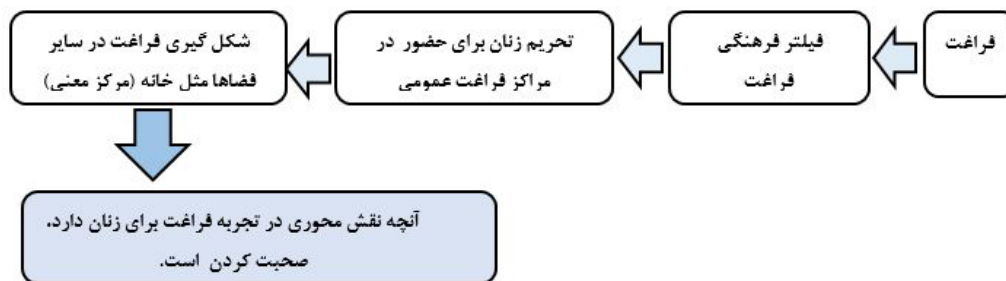 فراغت
فیلتر فرهنگی
فراغت
تحریم زنان برای حضور در
مراکز فراغت عمومی
شکل گیری فراغت در سایر
فضاها مثل خانه (مرکز معنی)
آنچه نقش محوری در تجربه فراغت برای زنان دارد،
صحبت کردن است.